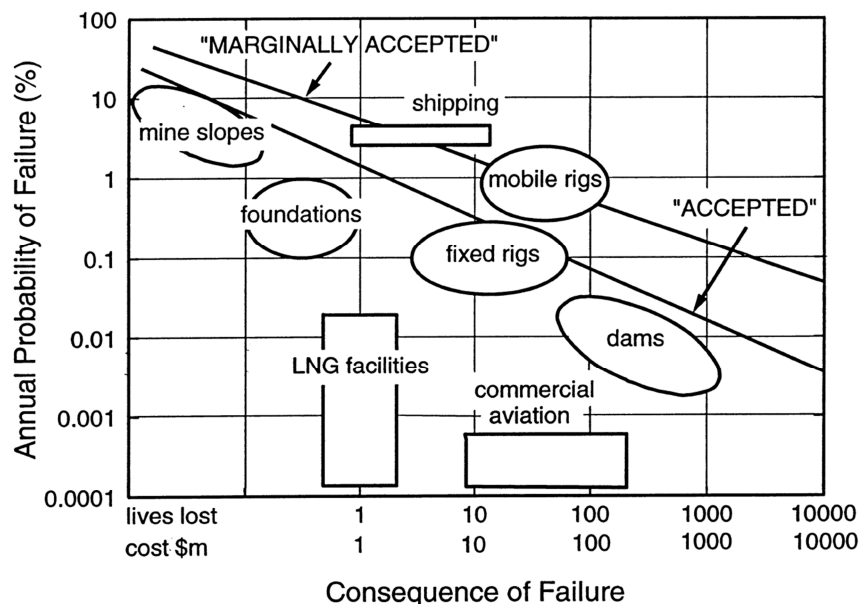 Annual Probability of Failure (%)
100
10
1
0.1
0.01
0.001
0.0001
"MARGINALLY ACCEPTED"
shipping
mine slopes
mobile rigs
foundations
"ACCEPTED"
fixed rigs
dams
LNG facilities
commercial
aviation
lives lost 1 10 100 1000 10000
cost $m 1 10 100 1000 10000
Consequence of Failure